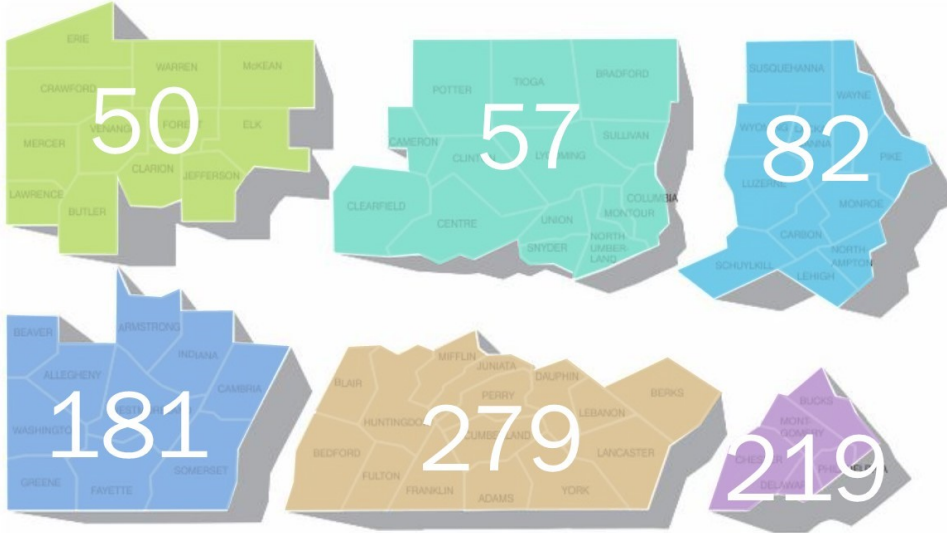 ERIE
WARREN
McKEAN
CRAWFORD
50
VENANGO
FOREST
ELK
MERCER
CLARION
JEFFERSON
LAWRENCE
BUTLER
POTTER
TIOGA
BRADFORD
CAMERON
57
SULLIVAN
CLINTON
LYCOMING
CLEARFIELD
CENTRE
UNION
COLUMBIA
MONTOUR
SNYDER
NORTH-
UMBER-
LAND
SUSQUEHANNA
WAYNE
82
PIKE
LUZERNE
MONROE
CARBON
NORTH-
AMPTON
SCHUYLKILL
LEHIGH
BEAVER
ARMSTRONG
INDIANA
ALLEGHENY
CAMBRIA
181
WASHINGTON
SOMERSET
GREENE
FAYETTE
MIFFLIN
JUNIATA
BLAIR
DAUPHIN
PERRY
BERKS
HUNTINGDON
LEBANON
279
CUMBERLAND
BEDFORD
LANCASTER
FULTON
FRANKLIN
ADAMS
YORK
BUCKS
MONT-
GOMERY
CHESTER
219
DELAWARE